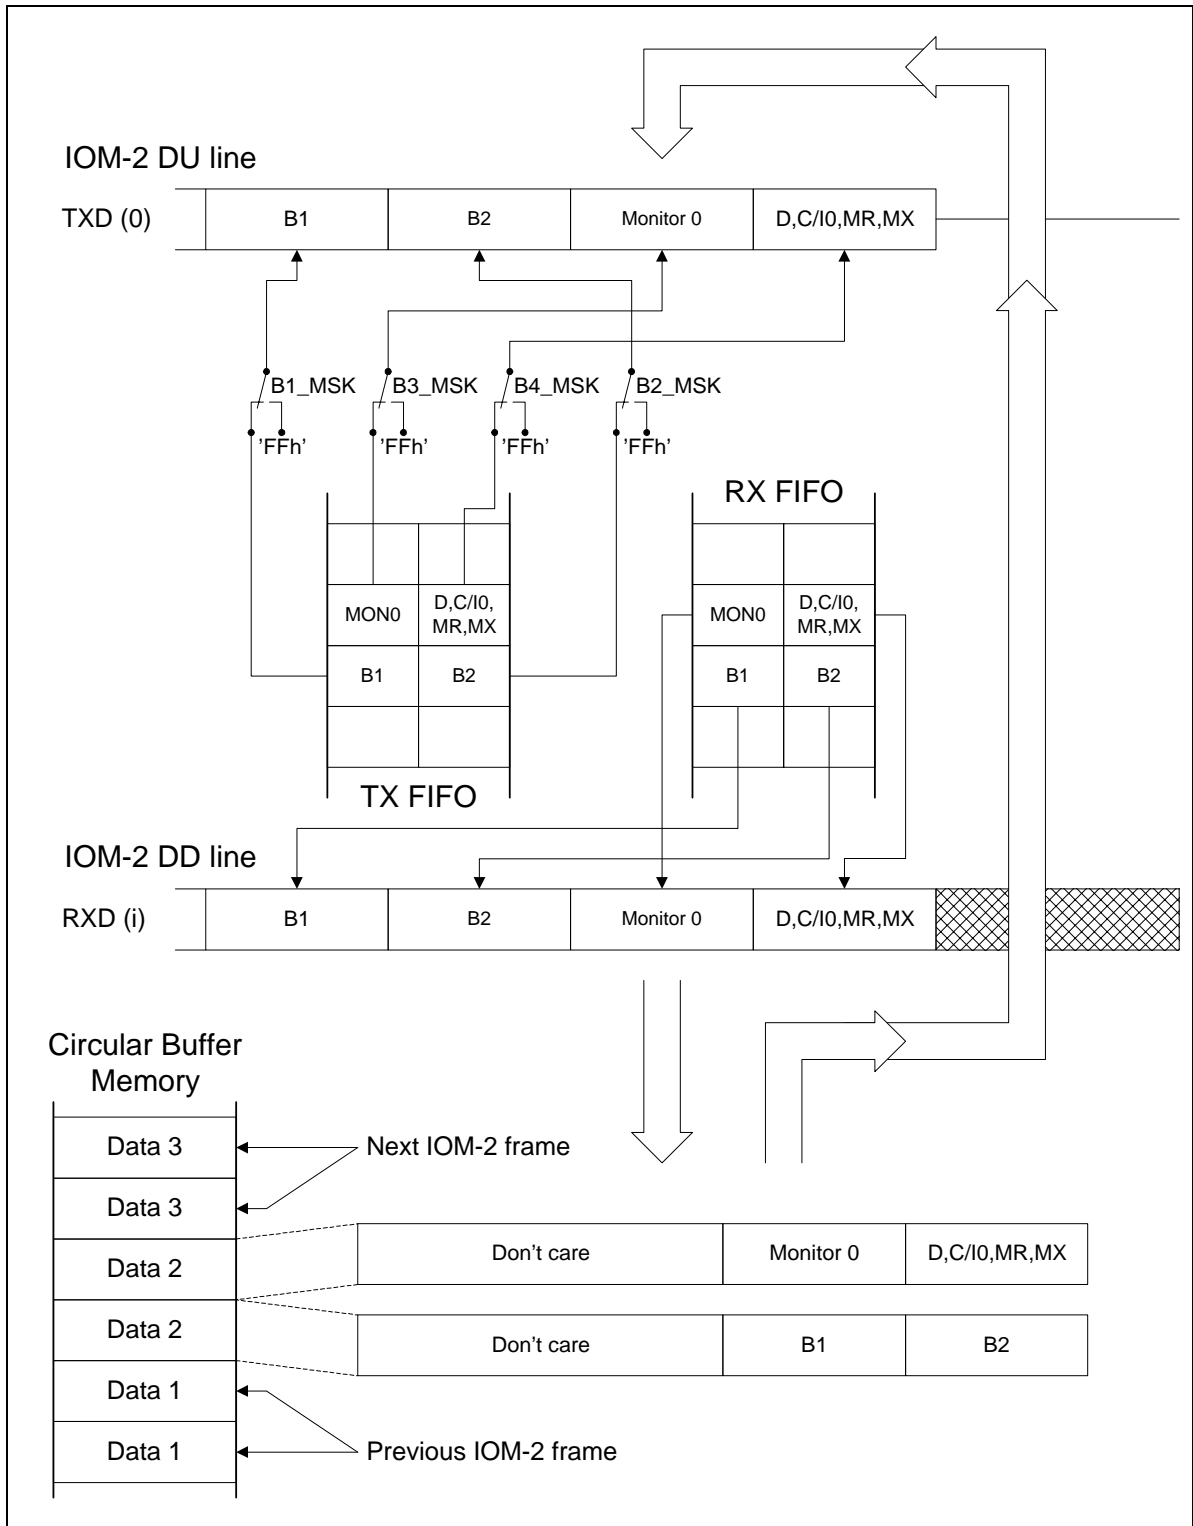 IOM-2 DU line
TXD (0) B1 B2 Monitor 0 D,C/I0,MR,MX
B1_MSK B3_MSK B4_MSK B2_MSK
'FFh' 'FFh' 'FFh' 'FFh'
RX FIFO
MON0 D,C/I0, MON0 D,C/I0,
MR,MX MR,MX
B1 B2 B1 B2
TX FIFO
IOM-2 DD line
RXD (i) B1 B2 Monitor 0 D,C/I0,MR,MX
Circular Buffer
Memory
Data 3 Next IOM-2 frame
Data 3
Data 2 Don't care Monitor 0 D,C/I0,MR,MX
Data 2 Don't care B1 B2
Data 1
Data 1 Previous IOM-2 frame